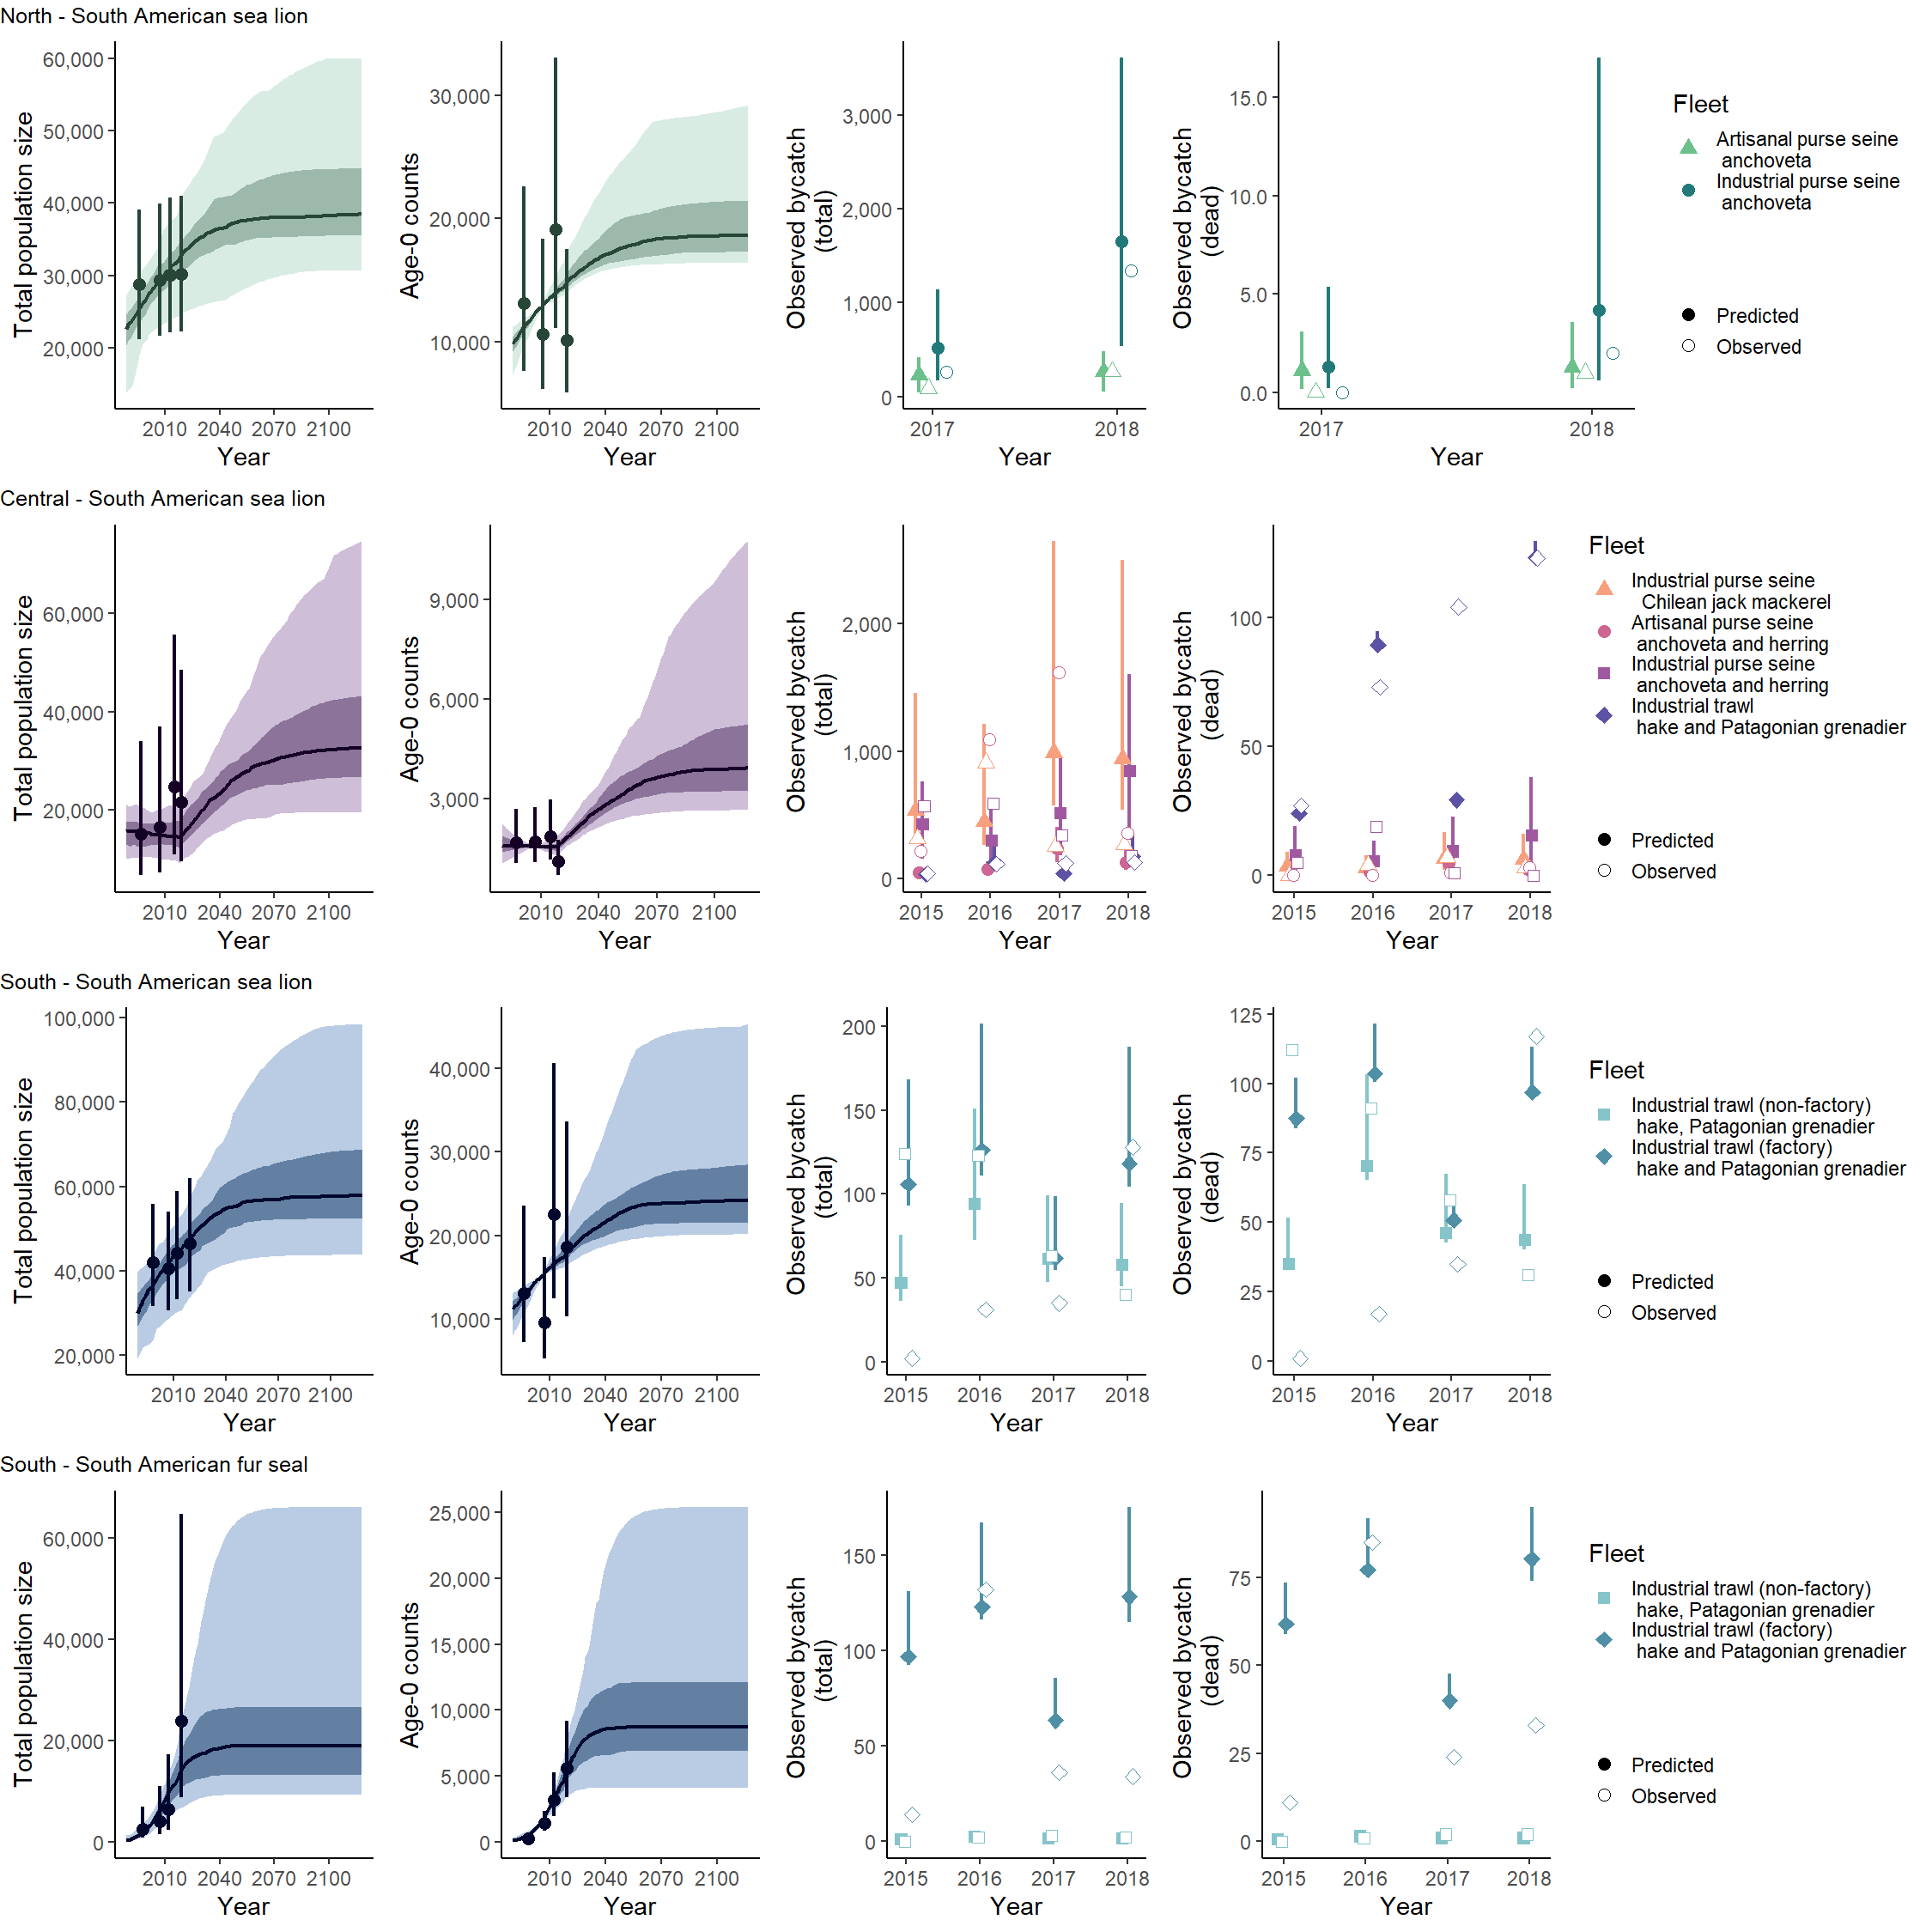 North - South American sea lion
Total population size
60,000
50,000
40,000
30,000
20,000
2010 2040 2070 2100
Year
Age-0 counts
30,000
20,000
10,000
2010 2040 2070 2100
Year
Observed bycatch
(total)
3,000
2,000
1,000
0
2017 2018
Year
Observed bycatch
(dead)
15.0
10.0
5.0
0.0
2017 2018
Year
Fleet
Artisanal purse seine
anchoveta
Industrial purse seine
anchoveta
Predicted
Observed
Central - South American sea lion
Total population size
60,000
40,000
20,000
2010 2040 2070 2100
Year
Age-0 counts
9,000
6,000
3,000
2010 2040 2070 2100
Year
Observed bycatch
(total)
2,000
1,000
0
2015 2016 2017 2018
Year
Observed bycatch
(dead)
100
50
0
2015 2016 2017 2018
Year
Fleet
Industrial purse seine
Chilean jack mackerel
Artisanal purse seine
anchoveta and herring
Industrial purse seine
anchoveta and herring
Industrial trawl
hake and Patagonian grenadier
Predicted
Observed
South - South American sea lion
Total population size
100,000
80,000
60,000
40,000
20,000
2010 2040 2070 2100
Year
Age-0 counts
40,000
30,000
20,000
10,000
2010 2040 2070 2100
Year
Observed bycatch
(total)
200
150
100
50
0
2015 2016 2017 2018
Year
Observed bycatch
(dead)
125
100
75
50
25
0
2015 2016 2017 2018
Year
Fleet
Industrial trawl (non-factory)
hake, Patagonian grenadier
Industrial trawl (factory)
hake and Patagonian grenadier
Predicted
Observed
South - South American fur seal
Total population size
60,000
40,000
20,000
0
2010 2040 2070 2100
Year
Age-0 counts
25,000
20,000
15,000
10,000
5,000
0
2010 2040 2070 2100
Year
Observed bycatch
(total)
150
100
50
0
2015 2016 2017 2018
Year
Observed bycatch
(dead)
75
50
25
0
2015 2016 2017 2018
Year
Fleet
Industrial trawl (non-factory)
hake, Patagonian grenadier
Industrial trawl (factory)
hake and Patagonian grenadier
Predicted
Observed